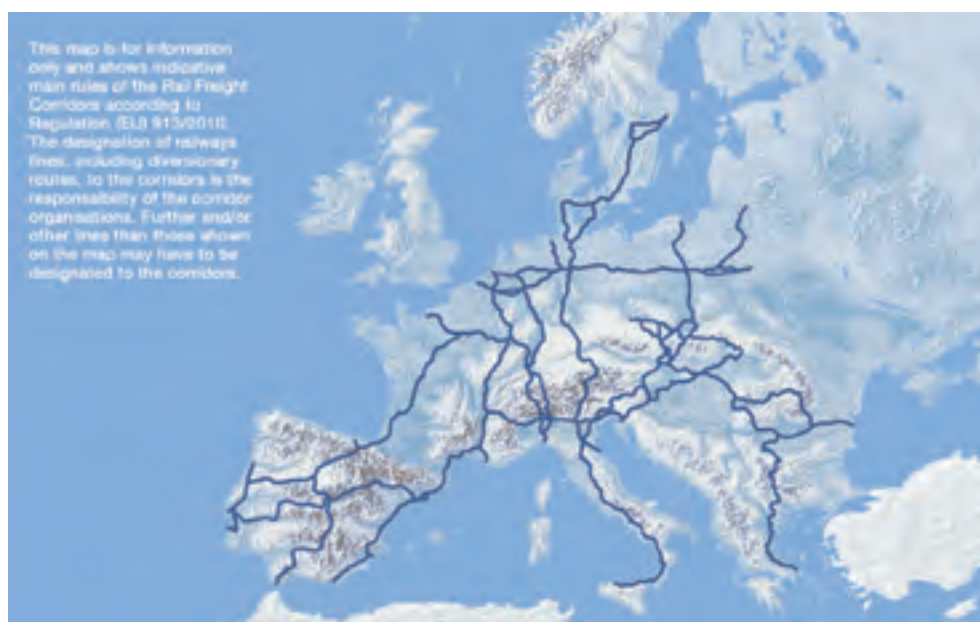 This map is for information
only and shows indicative
main rules of the Rail Freight
Corridors according to
Regulation (EU) 913/2010.
The designation of railways
lines, including diversionary
routes, to the corridors is the
responsibility of the corridor
organisations. Further and/or
other lines than those shown
on the map may have to be
designated to the corridors.